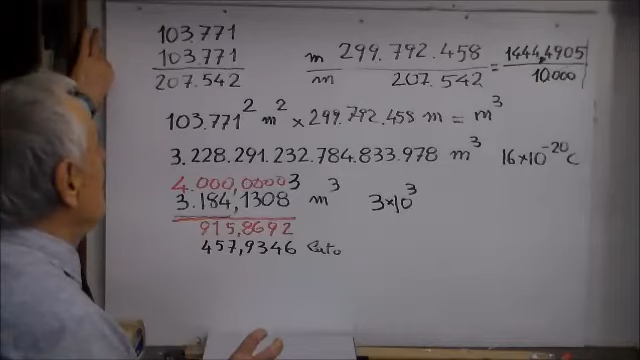 103.771
103.771
207.542
m 299.792.458 / m 207.542 = 1444,4905 / 10.000
103.771² m² × 299.792.458 m = m³
3.228.291.232.784.833.978 m³ 16×10⁻²⁰ C
4.000,00003
3.184,1308 m³ 3×10³
915,8692
457,9346